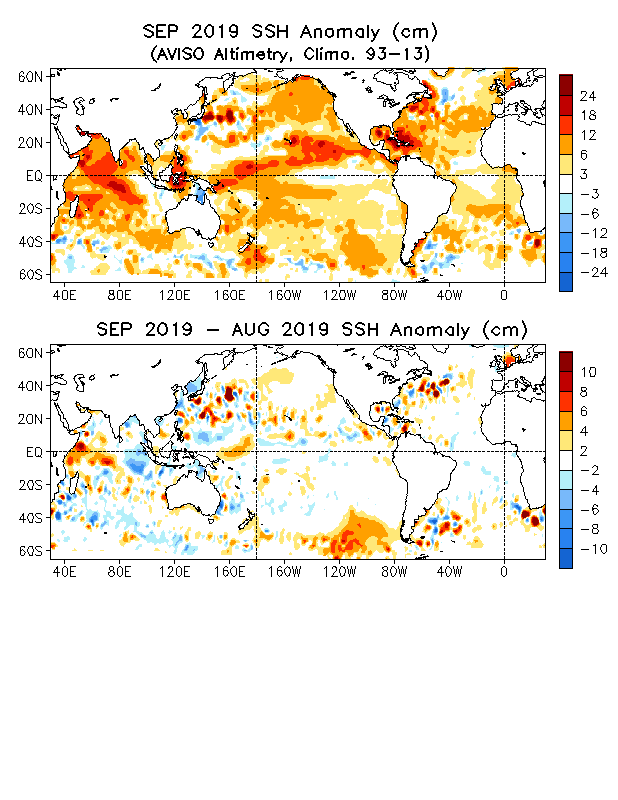 SEP 2019 SSH Anomaly (cm)
(AVISO Altimetry, Climo. 93-13)
60N
40N
20N
EQ
20S
40S
60S
40E 80E 120E 160E 160W 120W 80W 40W 0
24
18
12
6
3
-3
-6
-12
-18
-24
SEP 2019 - AUG 2019 SSH Anomaly (cm)
60N
40N
20N
EQ
20S
40S
60S
40E 80E 120E 160E 160W 120W 80W 40W 0
10
8
6
4
2
-2
-4
-6
-8
-10